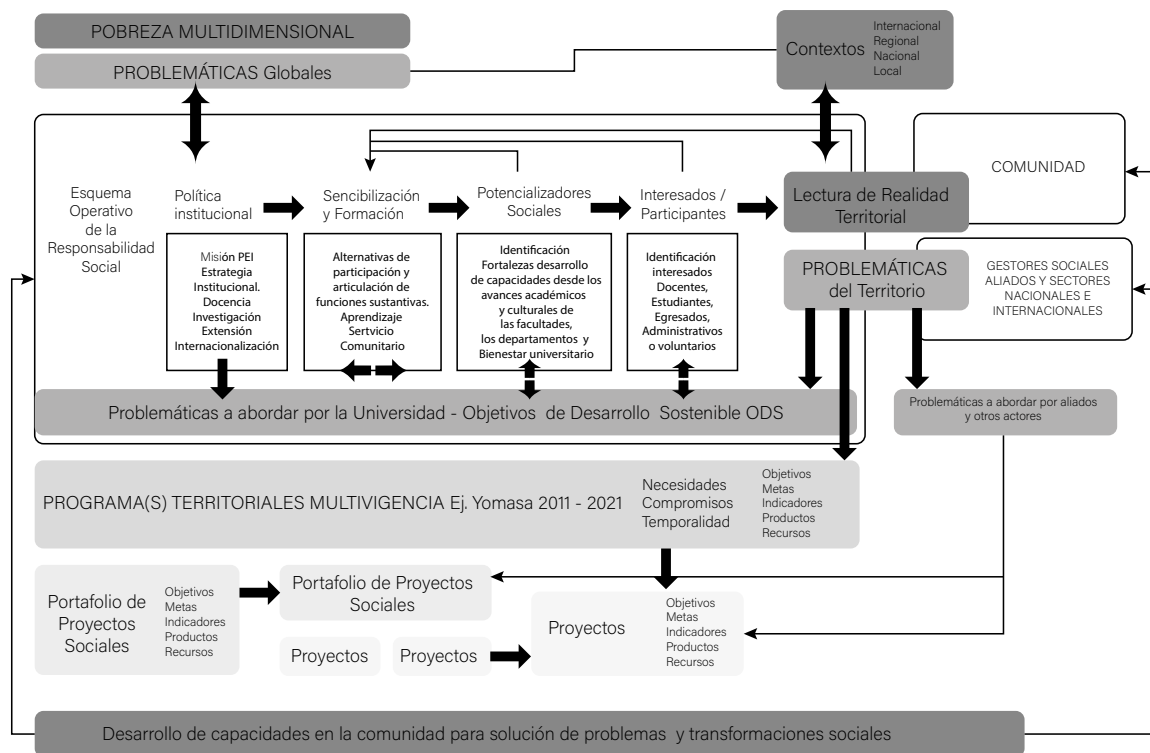 POBREZA MULTIDIMENSIONAL
PROBLEMÁTICAS Globales
Contextos
Internacional
Regional
Nacional
Local
COMUNIDAD
Esquema
Operativo
de la
Responsabilidad
Social
Política
institucional
Sencibilización
y Formación
Potencializadores
Sociales
Interesados /
Participantes
Lectura de Realidad
Territorial
Misión PEI
Estrategia
Institucional.
Docencia
Investigación
Extensión
Internacionalización
Alternativas de
participación y
articulación de
funciones sustantivas.
Aprendizaje
Sertvicio
Comunitario
Identificación
Fortalezas desarrollo
de capacidades desde los
avances académicos
y culturales de
las facultades,
los departamentos y
Bienestar universitario
Identificación
interesados
Docentes,
Estudiantes,
Egresados,
Administrativos
o voluntarios
PROBLEMÁTICAS
del Territorio
GESTORES SOCIALES
ALIADOS Y SECTORES
NACIONALES E
INTERNACIONALES
Problemáticas a abordar por la Universidad - Objetivos de Desarrollo Sostenible ODS
Problemáticas a abordar por aliados
y otros actores
PROGRAMA(S) TERRITORIALES MULTIVIGENCIA Ej. Yomasa 2011 - 2021
Necesidades
Compromisos
Temporalidad
Objetivos
Metas
Indicadores
Productos
Recursos
Portafolio de
Proyectos
Sociales
Objetivos
Metas
Indicadores
Productos
Recursos
Portafolio de Proyectos
Sociales
Proyectos
Proyectos
Proyectos
Objetivos
Metas
Indicadores
Productos
Recursos
Desarrollo de capacidades en la comunidad para solución de problemas y transformaciones sociales